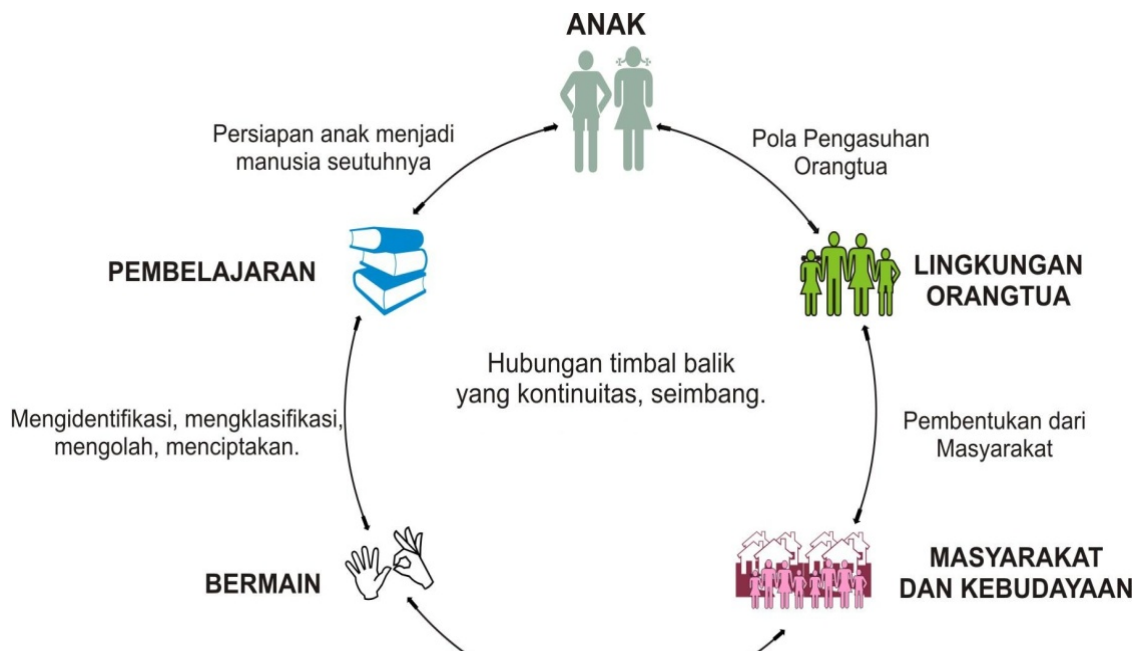 ANAK
Persiapan anak menjadi
manusia seutuhnya
Pola Pengasuhan
Orangtua
PEMBELAJARAN
LINGKUNGAN
ORANGTUA
Hubungan timbal balik
yang kontinuitas, seimbang.
Mengidentifikasi, mengklasifikasi,
mengolah, menciptakan.
Pembentukan dari
Masyarakat
BERMAIN
MASYARAKAT
DAN KEBUDAYAAN